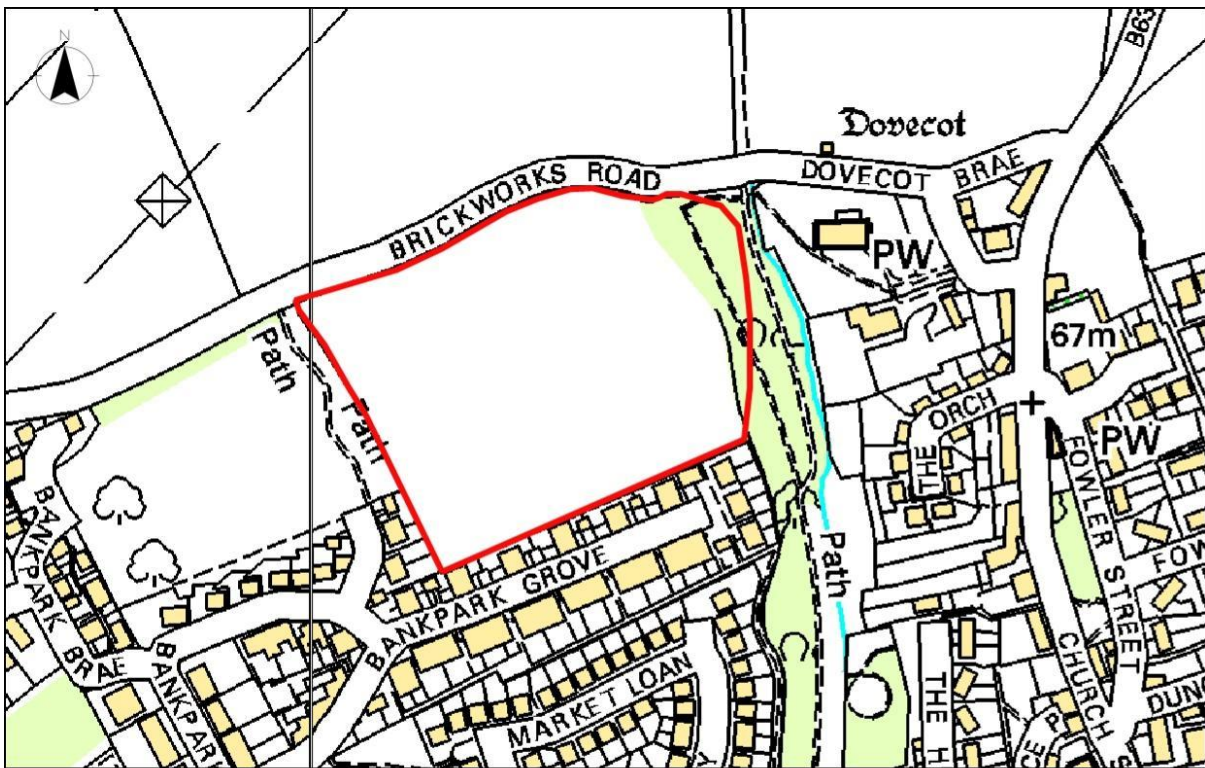 N
B63
Dovecot
DOVECOT BRAE
BRICKWORKS ROAD
PW
Path
67m
Path
THE ORCH
PW
FOWLER STREET
BANKPARK BRAE
BANKPARK GROVE
Path
FOW
BANKPARK
MARKET LOAN
Y
THE H
CHURCH S
DUNC
CE P